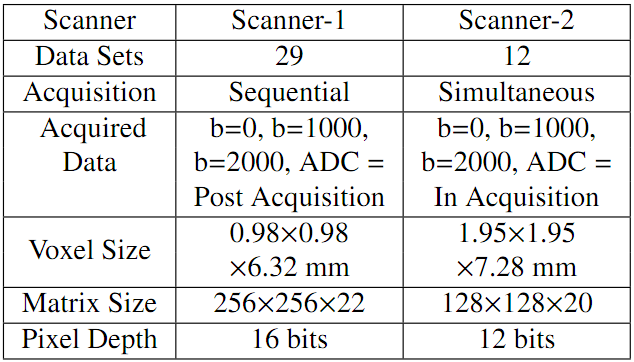 Scanner Scanner-1 Scanner-2
Data Sets 29 12
Acquisition Sequential Simultaneous
Acquired b=0, b=1000, b=0, b=1000,
Data b=2000, ADC = b=2000, ADC =
Post Acquisition In Acquisition
0.98×0.98 1.95×1.95
Voxel Size
×6.32 mm ×7.28 mm
Matrix Size 256×256×22 128×128×20
Pixel Depth 16 bits 12 bits